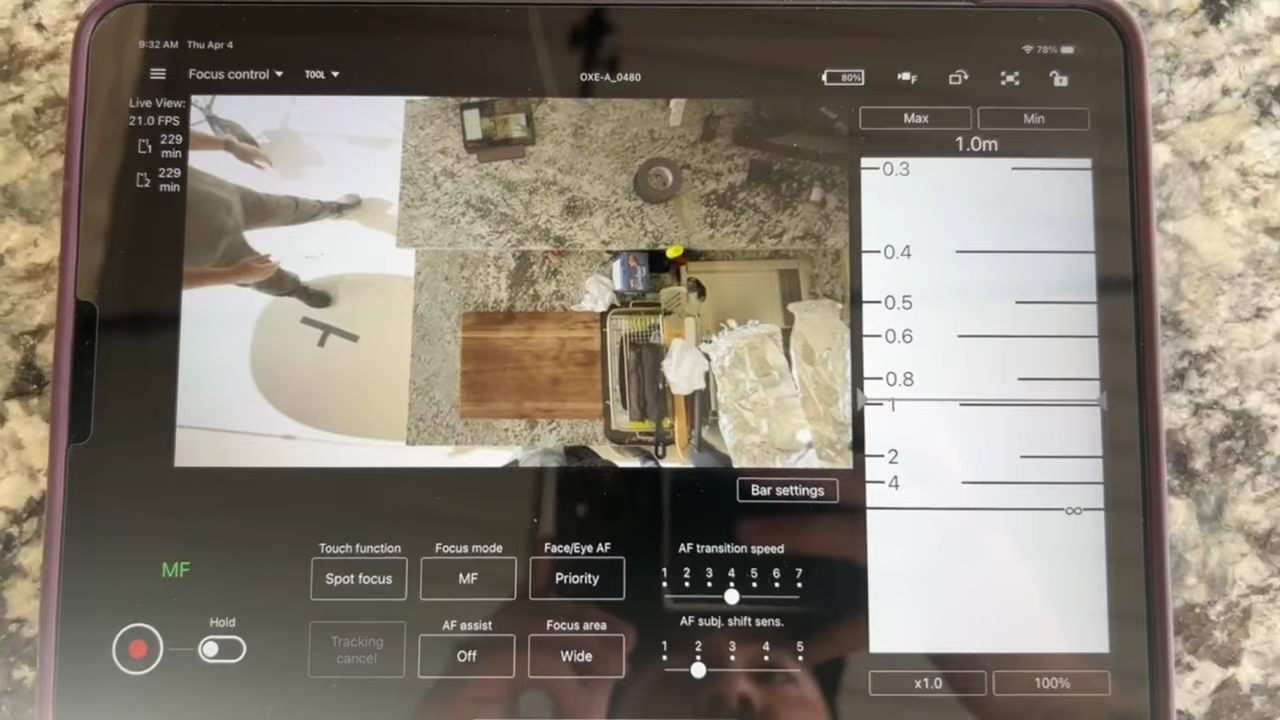 9:32 AM Thu Apr 4
78%
Focus control
TOOL
OXE-A_0480
80%
F
Live View:
21.0 FPS
1 229
min
2 229
min
Max
Min
1.0m
0.3
0.4
0.5
0.6
0.8
1
2
4
∞
Bar settings
MF
Hold
Touch function
Spot focus
Focus mode
MF
Face/Eye AF
Priority
Tracking
cancel
AF assist
Off
Focus area
Wide
AF transition speed
1 2 3 4 5 6 7
AF subj. shift sens.
1 2 3 4 5
x1.0
100%